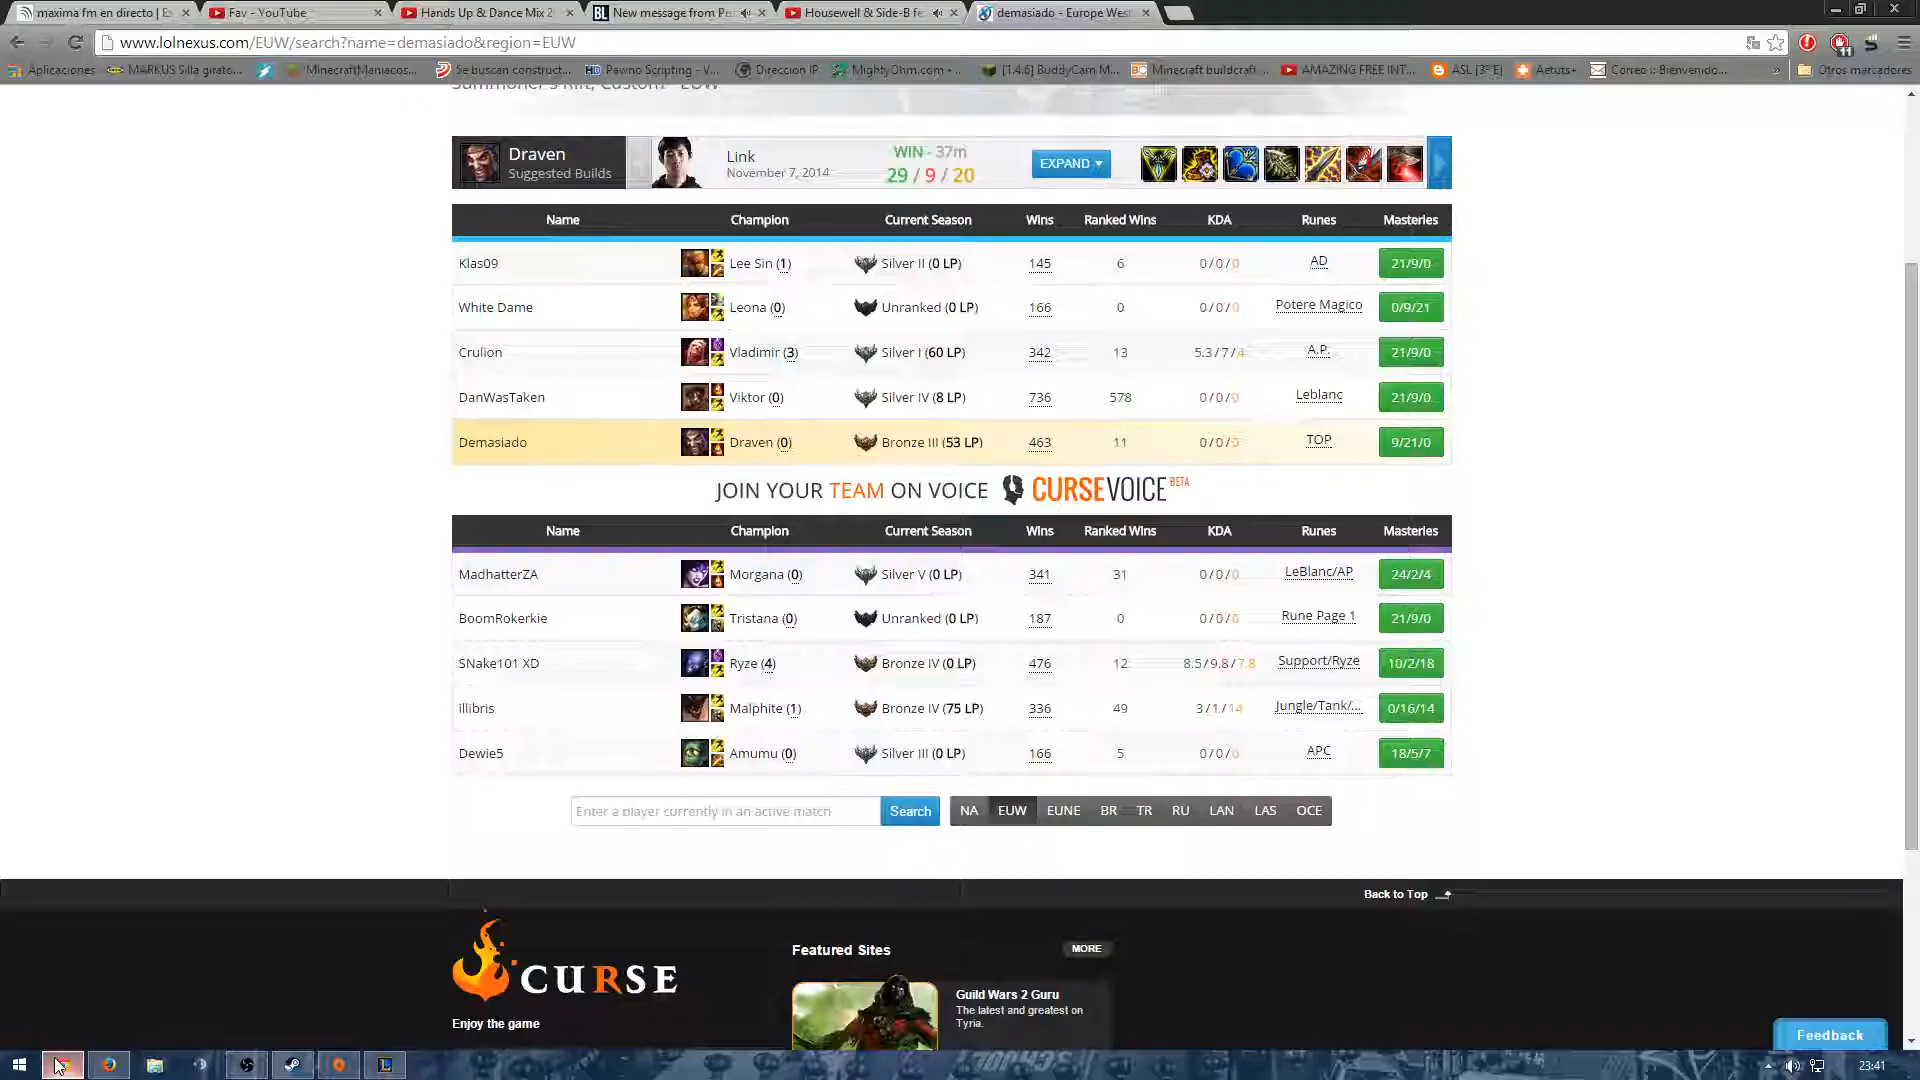 maxima fm en directo | E
Fav - YouTube
Hands Up & Dance Mix 2
New message from Pe
Housewell & Side-B fe
demasiado - Europe West
www.lolnexus.com/EUW/search?name=demasiado&region=EUW
Aplicaciones
MARKUS Silla girato...
MinecraftManiacos...
Se buscan construct...
Pawno Scripting - V...
Direccion IP
MightyOhm.com •...
[1.4.6] BuddyCam M...
Minecraft buildcraft...
AMAZING FREE INT...
ASL [3º E]
Aetuts+
Correo :: Bienvenido...
»
Otros marcadores
Summoner's Rift, Custom - EUW
Draven
Suggested Builds
Link
November 7, 2014
WIN - 37m
29 / 9 / 20
EXPAND
Name Champion Current Season Wins Ranked Wins KDA Runes Masteries
Klas09 Lee Sin (1) Silver II (0 LP) 145 6 0/0/0 AD 21/9/0
White Dame Leona (0) Unranked (0 LP) 166 0 0/0/0 Potere Magico 0/9/21
Crulion Vladimir (3) Silver I (60 LP) 342 13 5.3/7/4 A.P. 21/9/0
DanWasTaken Viktor (0) Silver IV (8 LP) 736 578 0/0/0 Leblanc 21/9/0
Demasiado Draven (0) Bronze III (53 LP) 463 11 0/0/0 TOP 9/21/0
JOIN YOUR TEAM ON VOICE CURSEVOICE BETA
Name Champion Current Season Wins Ranked Wins KDA Runes Masteries
MadhatterZA Morgana (0) Silver V (0 LP) 341 31 0/0/0 LeBlanc/AP 24/2/4
BoomRokerkie Tristana (0) Unranked (0 LP) 187 0 0/0/0 Rune Page 1 21/9/0
SNake101 XD Ryze (4) Bronze IV (0 LP) 476 12 8.5/9.8/7.8 Support/Ryze 10/2/18
illibris Malphite (1) Bronze IV (75 LP) 336 49 3/1/14 Jungle/Tank/... 0/16/14
Dewie5 Amumu (0) Silver III (0 LP) 166 5 0/0/0 APC 18/5/7
Enter a player currently in an active match
Search
NA EUW EUNE BR TR RU LAN LAS OCE
Back to Top
CURSE
Enjoy the game
Featured Sites
MORE
Guild Wars 2 Guru
The latest and greatest on
Tyria.
Feedback
23:41